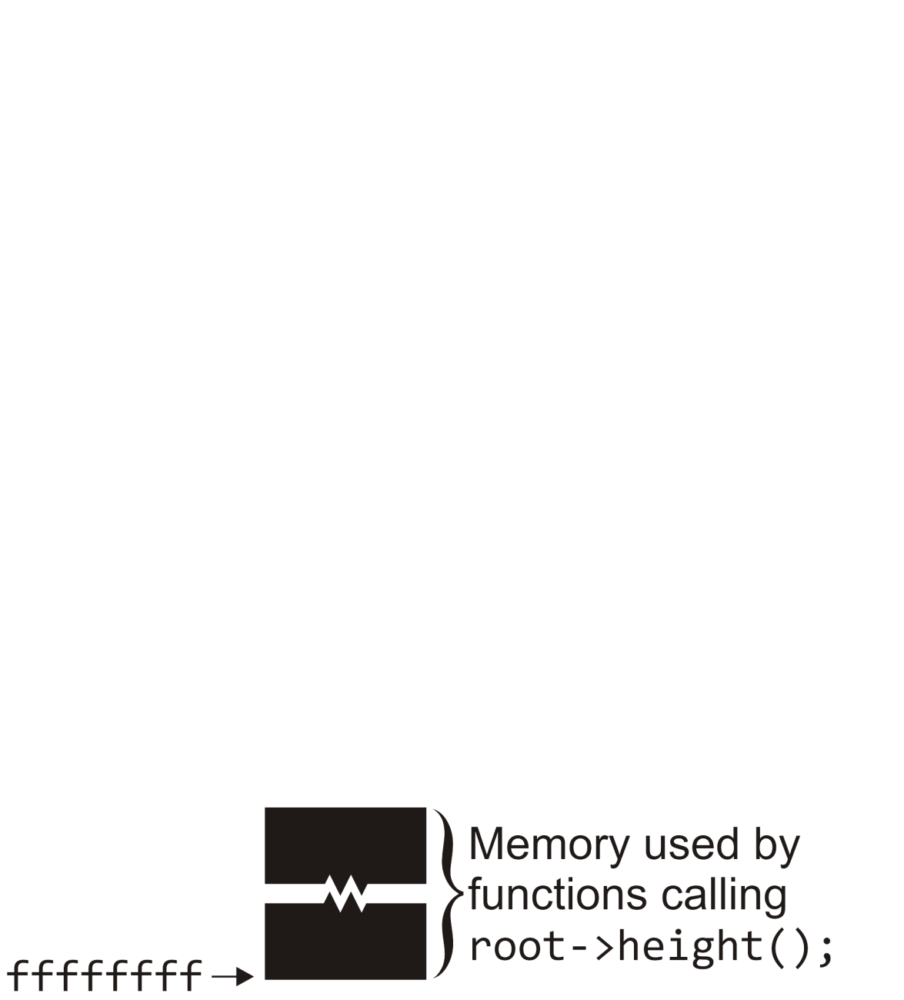 Memory used by
functions calling
root->height();
ffffffff